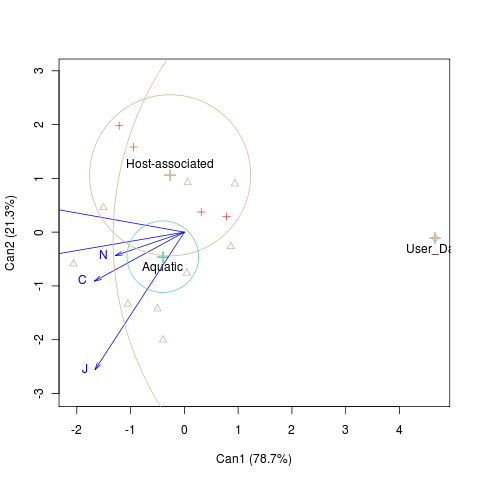 3
2
1
0
-1
-2
-3
Can2 (21.3%)
Host-associated
User_Da
N
Aquatic
C
J
-2 -1 0 1 2 3 4
Can1 (78.7%)